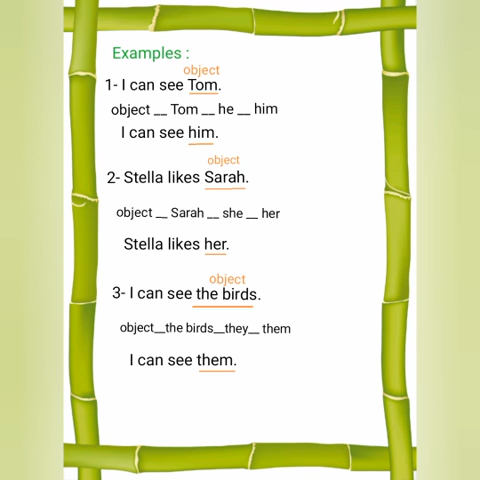 Examples :
object
1- I can see Tom.
object __ Tom __ he __ him
I can see him.
object
2- Stella likes Sarah.
object __ Sarah __ she __ her
Stella likes her.
object
3- I can see the birds.
object__the birds__they__ them
I can see them.